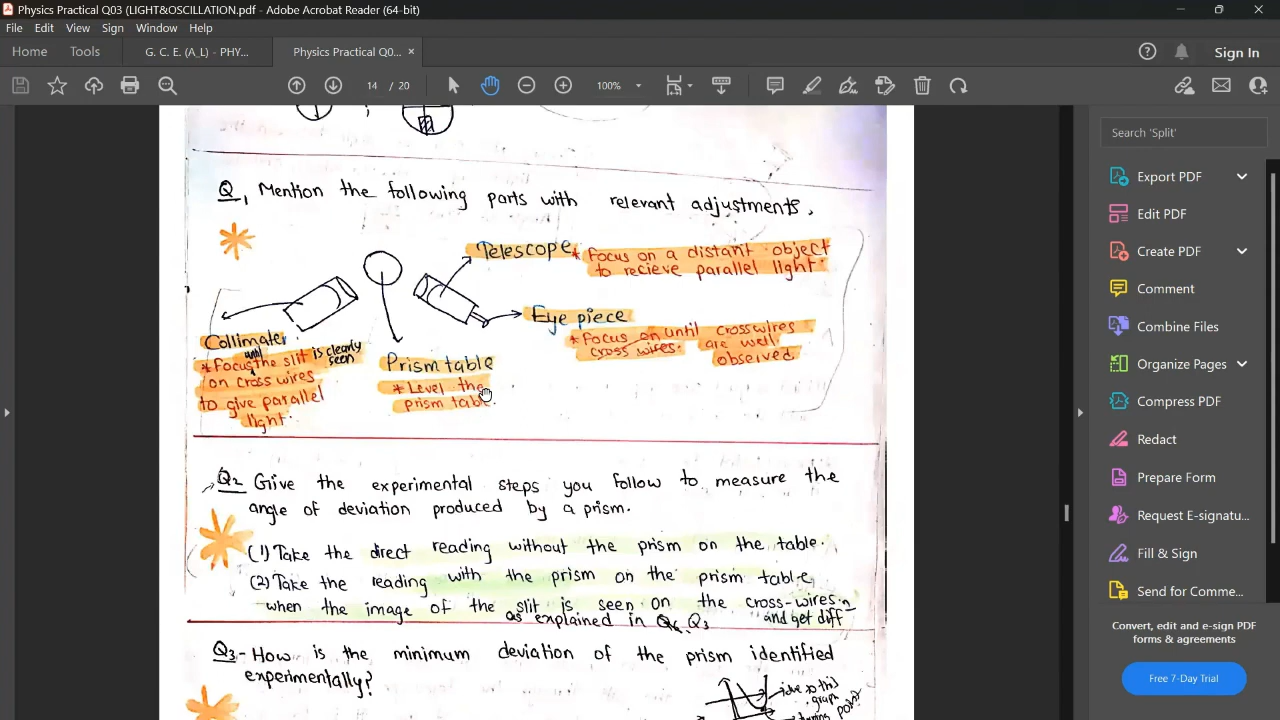 Physics Practical Q03 (LIGHT&OSCILLATION.pdf - Adobe Acrobat Reader (64-bit)
File Edit View Sign Window Help
Home Tools G. C. E. (A_L) - PHY... Physics Practical Q0... × Sign In
14 / 20 100%
Search 'Split'
Export PDF
Edit PDF
Create PDF
Comment
Combine Files
Organize Pages
Compress PDF
Redact
Prepare Form
Request E-signatu...
Fill & Sign
Send for Comme...
Convert, edit and e-sign PDF
forms & agreements
Free 7-Day Trial
Q1 Mention the following parts with relevant adjustments.
Telescope
* Focus on a distant object
to recieve parallel light.
Eye piece
* Focus on until crosswires
cross wires. are well
observed.
Collimater
* Focus until the slit is clearly seen
on cross wires
to give parallel
light.
Prism table
* Level the
prism table.
Q2 Give the experimental steps you follow to measure the
angle of deviation produced by a prism.
(1) Take the direct reading without the prism on the table.
(2) Take the reading with the prism on the prism table,
when the image of the slit is seen on the cross-wires.
as explained in Q3 and get diff
Q3 - How is the minimum deviation of the prism identified
experimentally?
due to this
graph
turning point